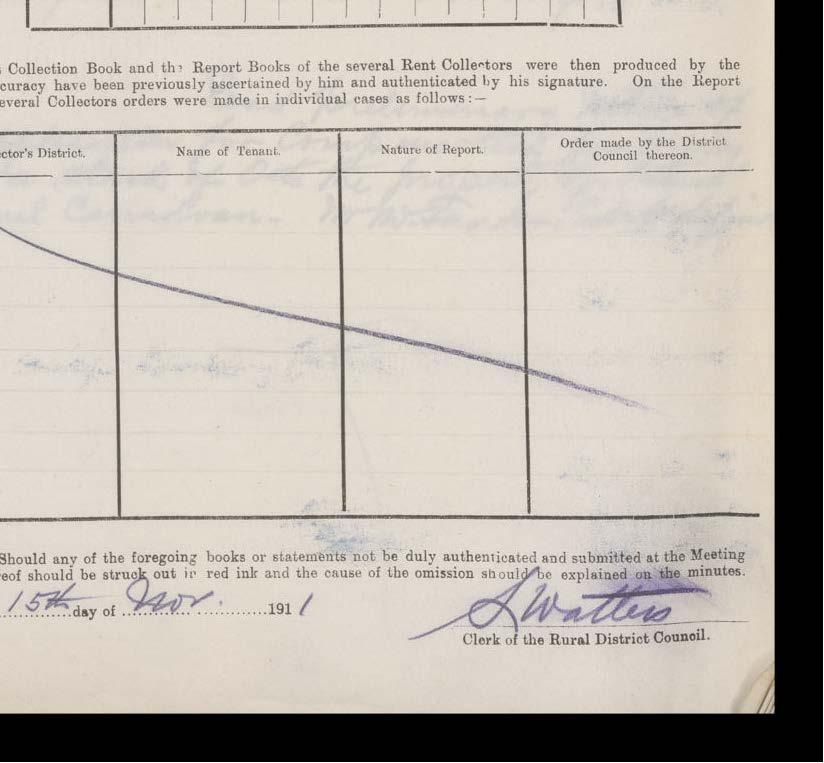 Collection Book and the Report Books of the several Rent Collectors were then produced by the
curacy have been previously ascertained by him and authenticated by his signature. On the Report
everal Collectors orders were made in individual cases as follows:—
ctor's District. Name of Tenant. Nature of Report. Order made by the District
Council thereon.
Should any of the foregoing books or statements not be duly authenticated and submitted at the Meeting
eof should be struck out in red ink and the cause of the omission should be explained on the minutes.
15th day of Nov. 1911
S Watters
Clerk of the Rural District Council.